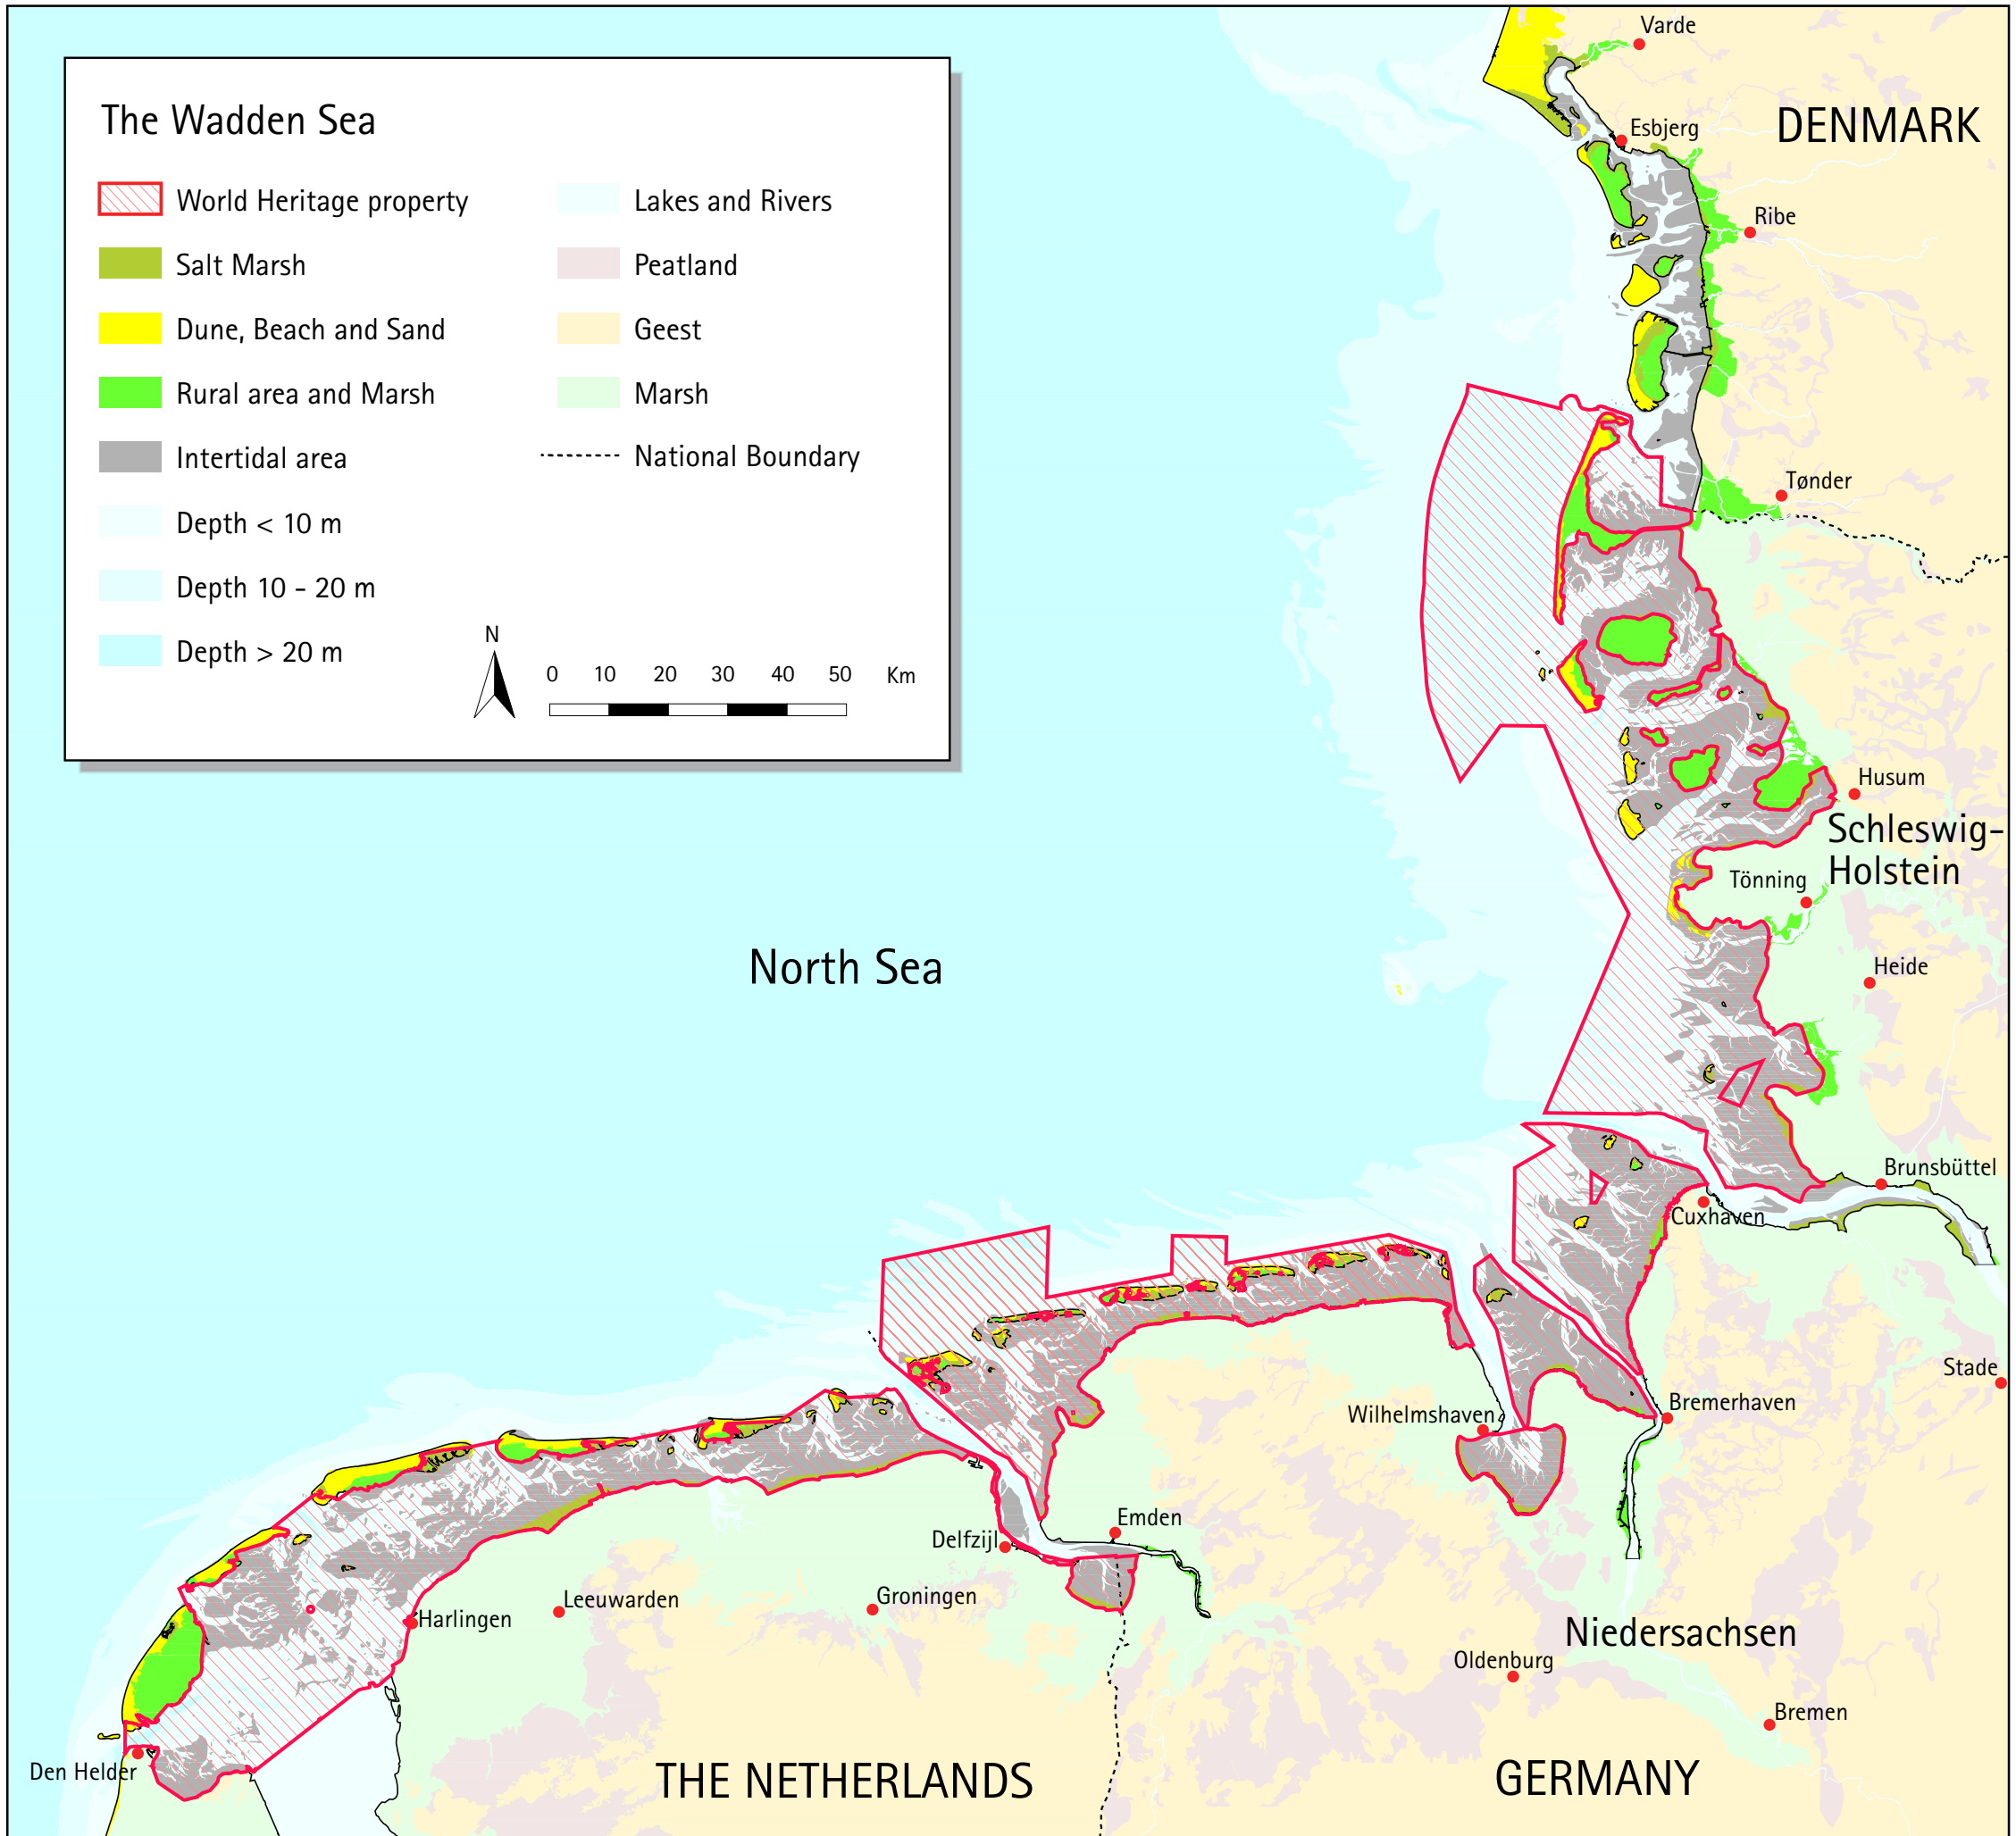 The Wadden Sea
World Heritage property
Salt Marsh
Dune, Beach and Sand
Rural area and Marsh
Intertidal area
Depth < 10 m
Depth 10 - 20 m
Depth > 20 m
Lakes and Rivers
Peatland
Geest
Marsh
National Boundary
N
0 10 20 30 40 50 Km
Varde
DENMARK
Esbjerg
Ribe
Tønder
Husum
Schleswig-
Holstein
Tönning
Heide
North Sea
Brunsbüttel
Cuxhaven
Stade
Bremerhaven
Wilhelmshaven
Emden
Delfzijl
Groningen
Leeuwarden
Harlingen
Niedersachsen
Oldenburg
Bremen
Den Helder
THE NETHERLANDS
GERMANY